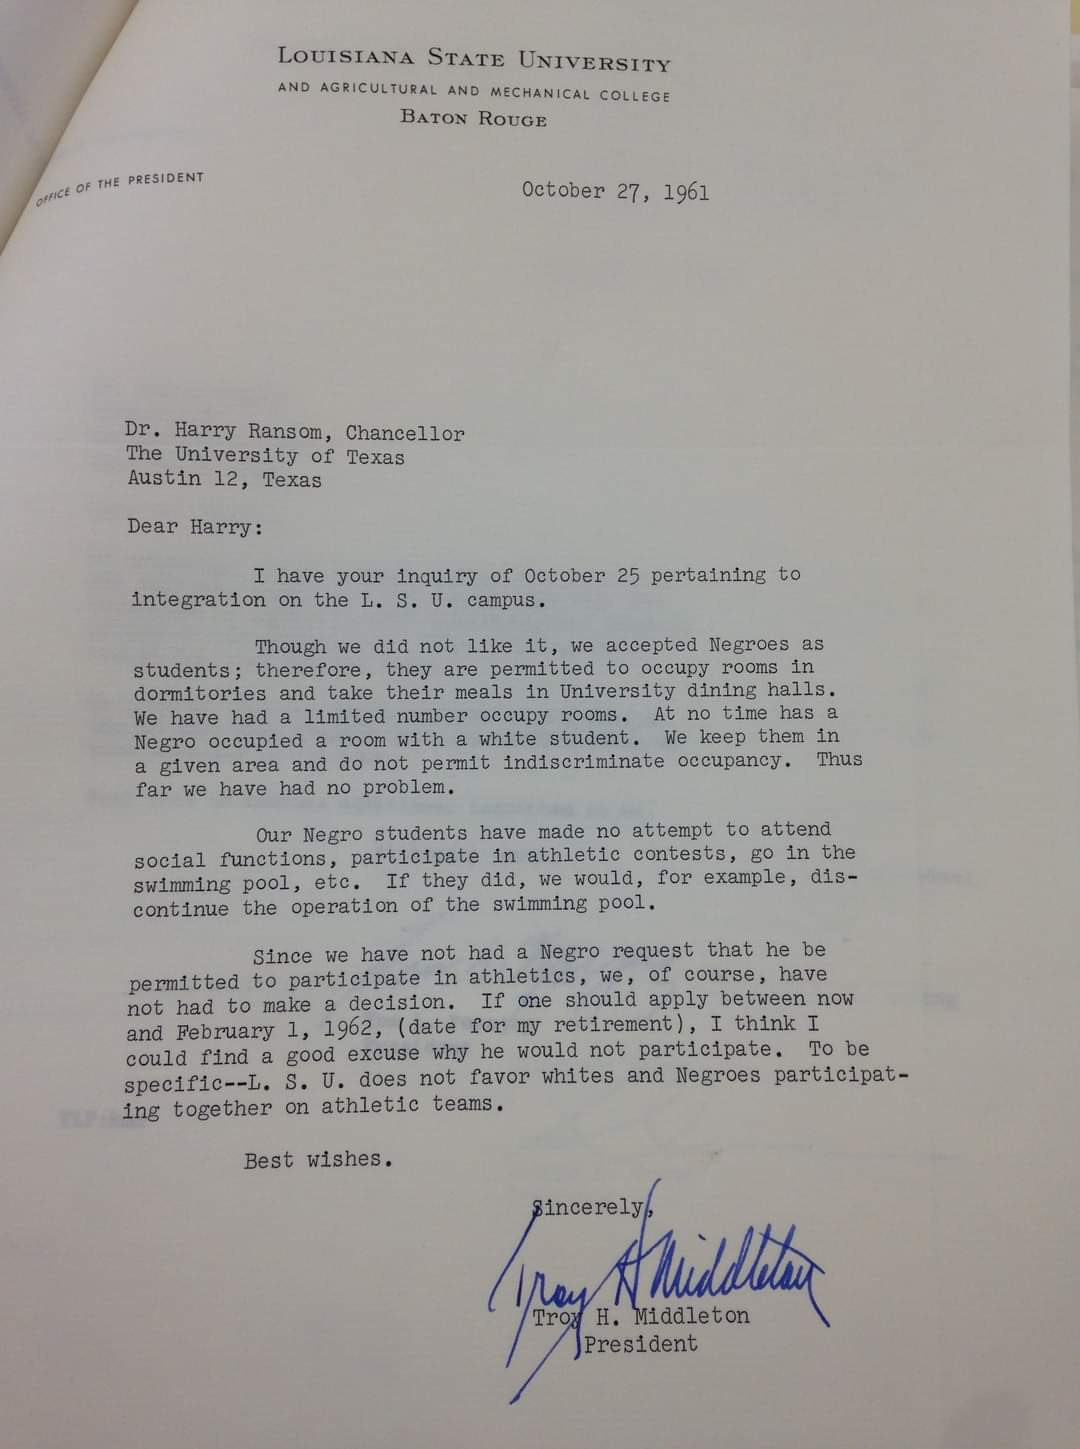 LOUISIANA STATE UNIVERSITY
AND AGRICULTURAL AND MECHANICAL COLLEGE
BATON ROUGE
OFFICE OF THE PRESIDENT
October 27, 1961
Dr. Harry Ransom, Chancellor
The University of Texas
Austin 12, Texas
Dear Harry:
I have your inquiry of October 25 pertaining to
integration on the L. S. U. campus.
Though we did not like it, we accepted Negroes as
students; therefore, they are permitted to occupy rooms in
dormitories and take their meals in University dining halls.
We have had a limited number occupy rooms. At no time has a
Negro occupied a room with a white student. We keep them in
a given area and do not permit indiscriminate occupancy. Thus
far we have had no problem.
Our Negro students have made no attempt to attend
social functions, participate in athletic contests, go in the
swimming pool, etc. If they did, we would, for example, dis-
continue the operation of the swimming pool.
Since we have not had a Negro request that he be
permitted to participate in athletics, we, of course, have
not had to make a decision. If one should apply between now
and February 1, 1962, (date for my retirement), I think I
could find a good excuse why he would not participate. To be
specific--L. S. U. does not favor whites and Negroes participat-
ing together on athletic teams.
Best wishes.
Sincerely,
Troy H Middleton
Troy H. Middleton
President